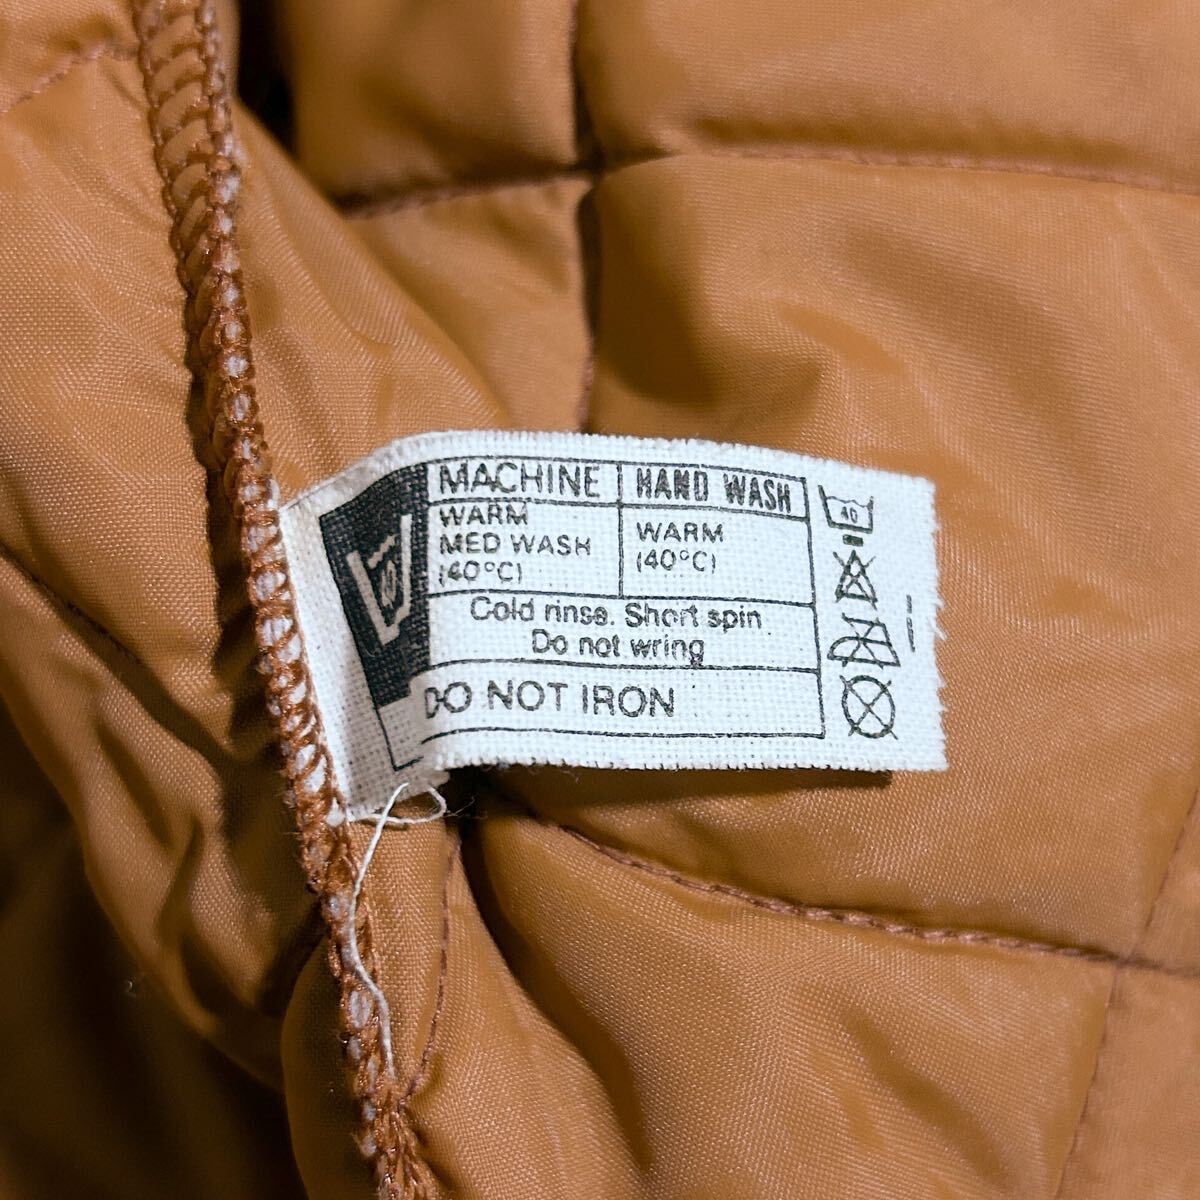 MACHINE HAND WASH
WARM
MED WASH
(40°C)
WARM
(40°C)
Cold rinse. Short spin
Do not wring
DO NOT IRON
40
40